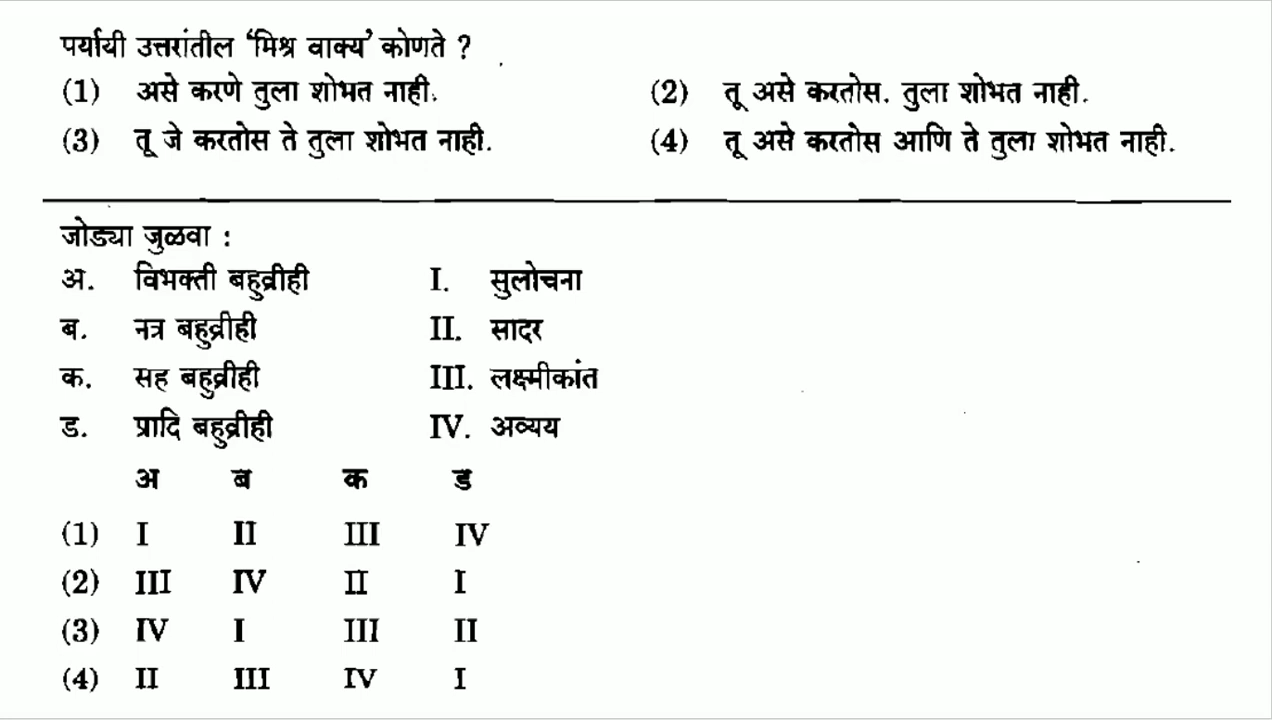 पर्यायी उत्तरांतील ‘मिश्र वाक्य’ कोणते ?
(1) असे करणे तुला शोभत नाही. (2) तू असे करतोस. तुला शोभत नाही.
(3) तू जे करतोस ते तुला शोभत नाही. (4) तू असे करतोस आणि ते तुला शोभत नाही.
जोड्या जुळवा :
अ. विभक्ती बहुव्रीही I. सुलोचना
ब. नत्र बहुव्रीही II. सादर
क. सह बहुव्रीही III. लक्ष्मीकांत
ड. प्रादि बहुव्रीही IV. अव्यय
अ ब क ड
(1) I II III IV
(2) III IV II I
(3) IV I III II
(4) II III IV I